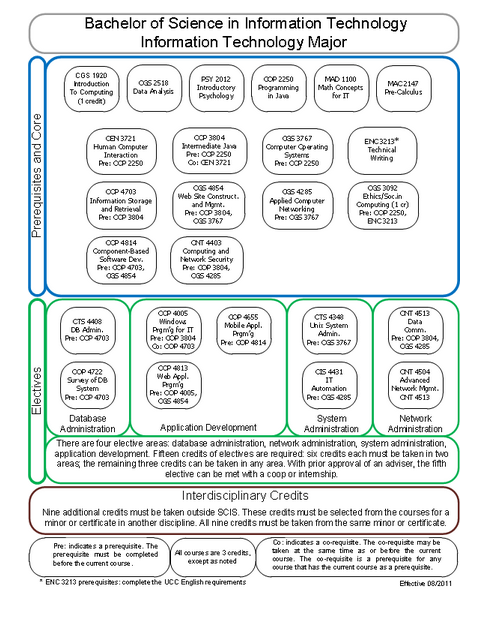 Bachelor of Science in Information Technology
Information Technology Major
Prerequisites and Core
CGS 1920
Introduction
To Computing
(1 credit)
CGS 2518
Data Analysis
PSY 2012
Introductory
Psychology
COP 2250
Programming
in Java
MAD 1100
Math Concepts
for IT
MAC2147
Pre-Calculus
CEN 3721
Human Computer
Interaction
Pre: COP 2250
COP 3804
Intermediate Java
Pre: COP 2250
Co: CEN 3721
CGS 3767
Computer Operating
Systems
Pre: COP 2250
ENC3213*
Technical
Writing
COP 4703
Information Storage
and Retrieval
Pre: COP 3804
CGS 4854
Web Site Construct.
and Mgmt.
Pre: COP 3804,
CGS 3767
CGS 4285
Applied Computer
Networking
Pre: CGS 3767
CGS 3092
Ethics/Soc.in
Computing (1 cr)
Pre: COP 2250,
ENC3213
COP 4814
Component-Based
Software Dev.
Pre: COP 4703,
CGS 4854
CNT 4403
Computing and
Network Security
Pre: COP 3804,
CGS 4285
Electives
CTS 4408
DB Admin.
Pre: COP 4703
COP 4722
Survey of DB
System
Pre: COP 4703
Database
Administration
COP 4005
Windows
Prgm'g for IT
Pre: COP 3804
Co: COP 4703
COP 4655
Mobile Appl.
Prgm'g
Pre: COP 4814
COP 4813
Web Appl.
Prgm'g
Pre: COP 4005,
CGS 4854
Application Development
CTS 4348
Unix System
Admin.
Pre: CGS 3767
CIS 4431
IT
Automation
Pre: CGS 4285
System
Administration
CNT 4513
Data
Comm.
Pre: COP 3804,
CGS 4285
CNT 4504
Advanced
Network Mgmt.
CNT 4513
Network
Administration
There are four elective areas: database administration, network administration, system administration,
application development. Fifteen credits of electives are required: six credits each must be taken in two
areas; the remaining three credits can be taken in any area. With prior approval of an adviser, the fifth
elective can be met with a coop or internship.
Interdisciplinary Credits
Nine additional credits must be taken outside SCIS. These credits must be selected from the courses for a
minor or certificate in another discipline. All nine credits must be taken from the same minor or certificate.
Pre: indicates a prerequisite. The
prerequisite must be completed
before the current course.
All courses are 3 credits,
except as noted
Co: indicates a co-requisite. The co-requisite may be
taken at the same time as or before the current
course. The co-requisite is a prerequisite for any
course that has the current course as a prerequisite.
* ENC 3213 prerequisites: complete the UCC English requirements
Effective 08/2011